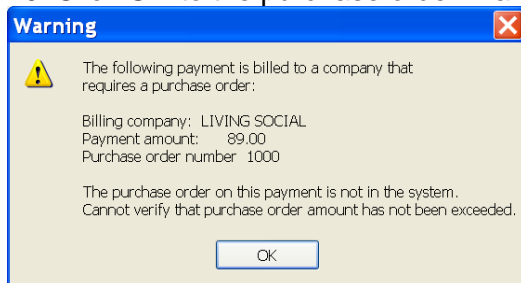 Warning
The following payment is billed to a company that
requires a purchase order:
Billing company: LIVING SOCIAL
Payment amount: 89.00
Purchase order number 1000
The purchase order on this payment is not in the system.
Cannot verify that purchase order amount has not been exceeded.
OK